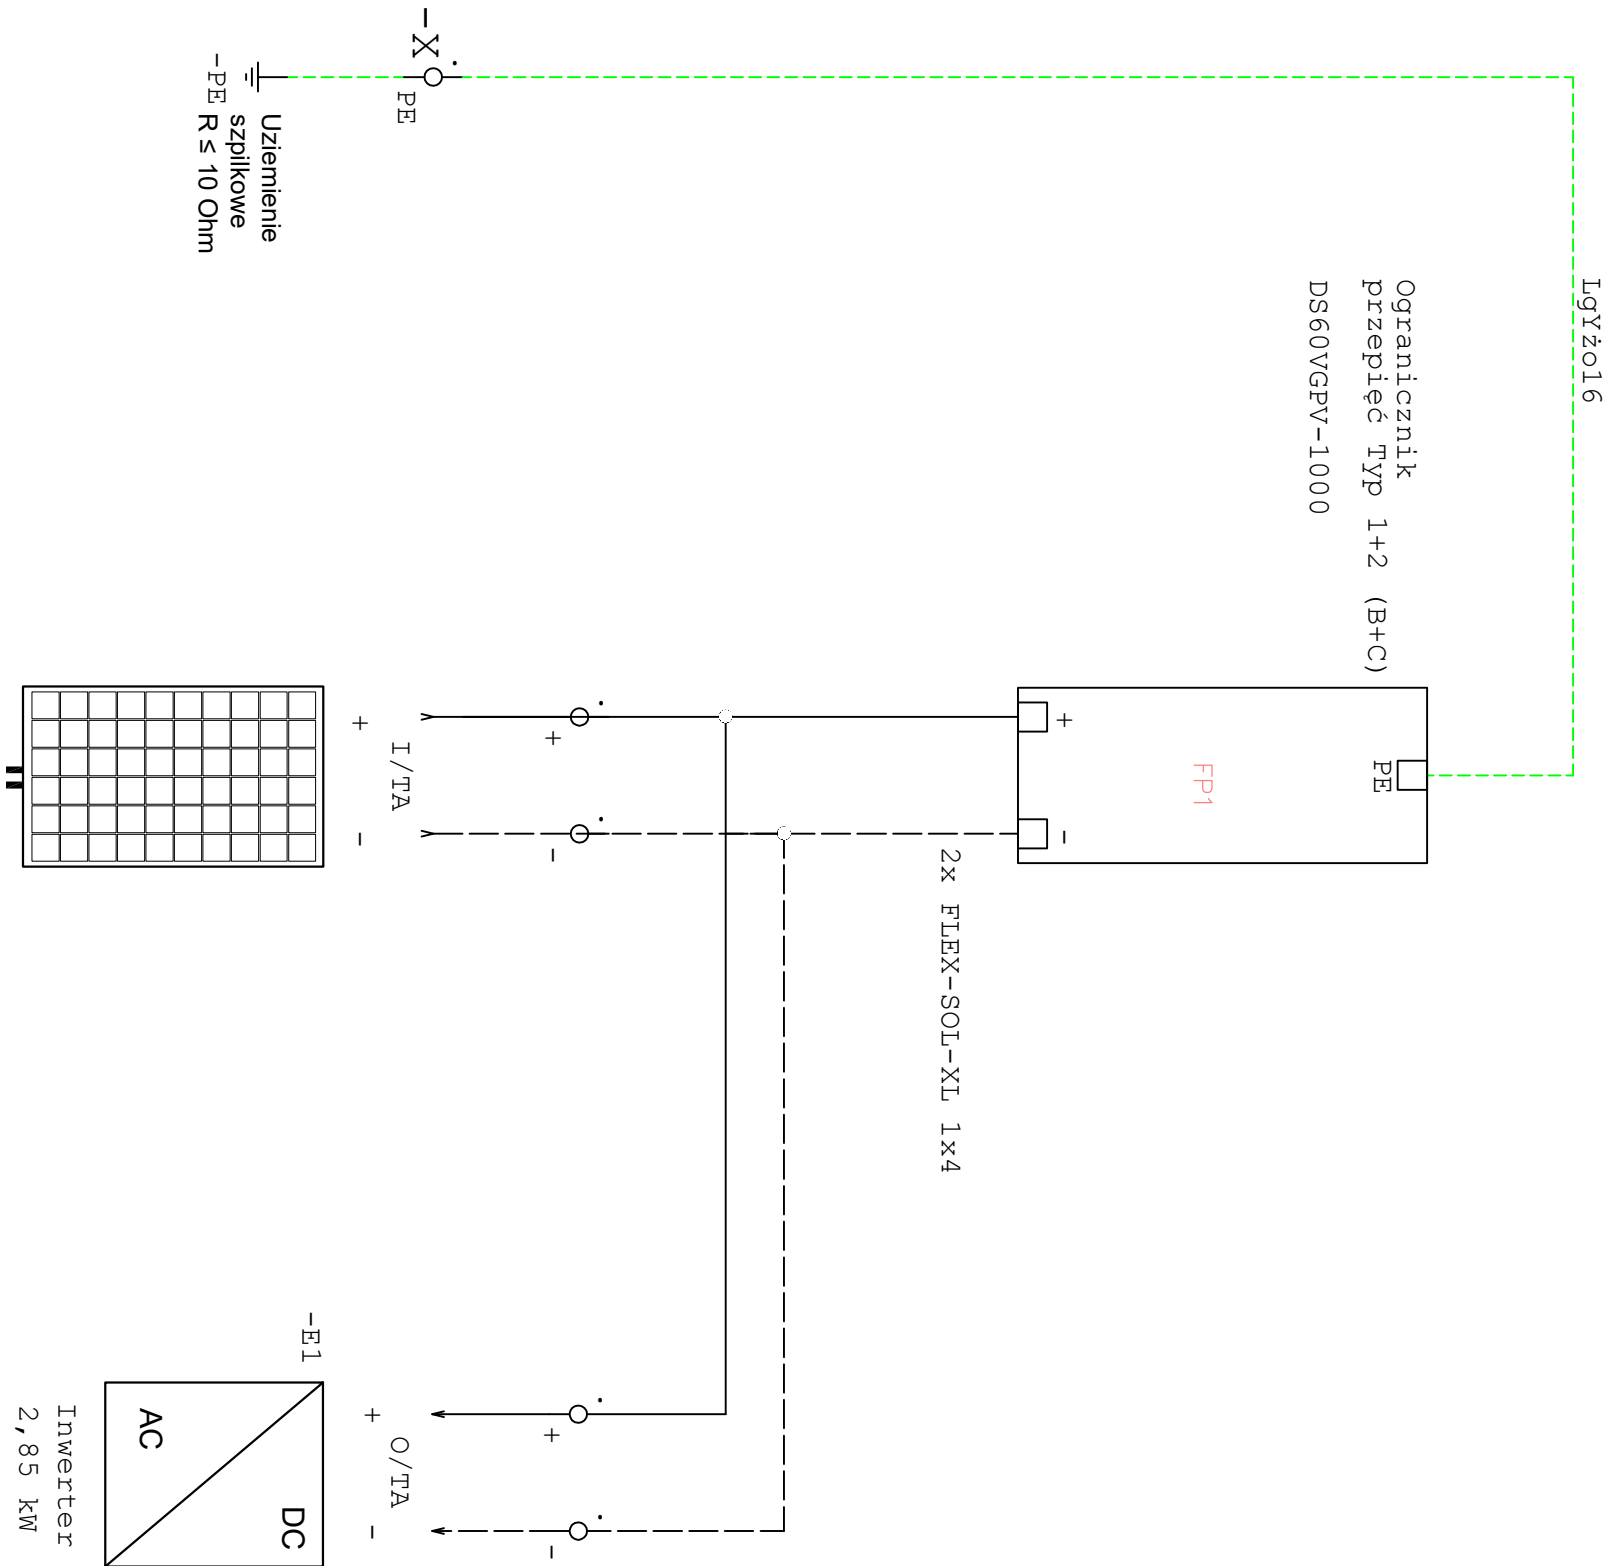 LgYżo16
Ogranicznik
przepięć Typ 1+2 (B+C)
DS60VGPV-1000
PE
FP1
+
-
2x FLEX-SOL-XL 1x4
-X
PE
-PE
Uziemienie
szpilkowe
R ≤ 10 Ohm
+
-
I/TA
+
-
+
-
O/TA
+
-
-E1
DC
AC
Inwerter
2,85 kW